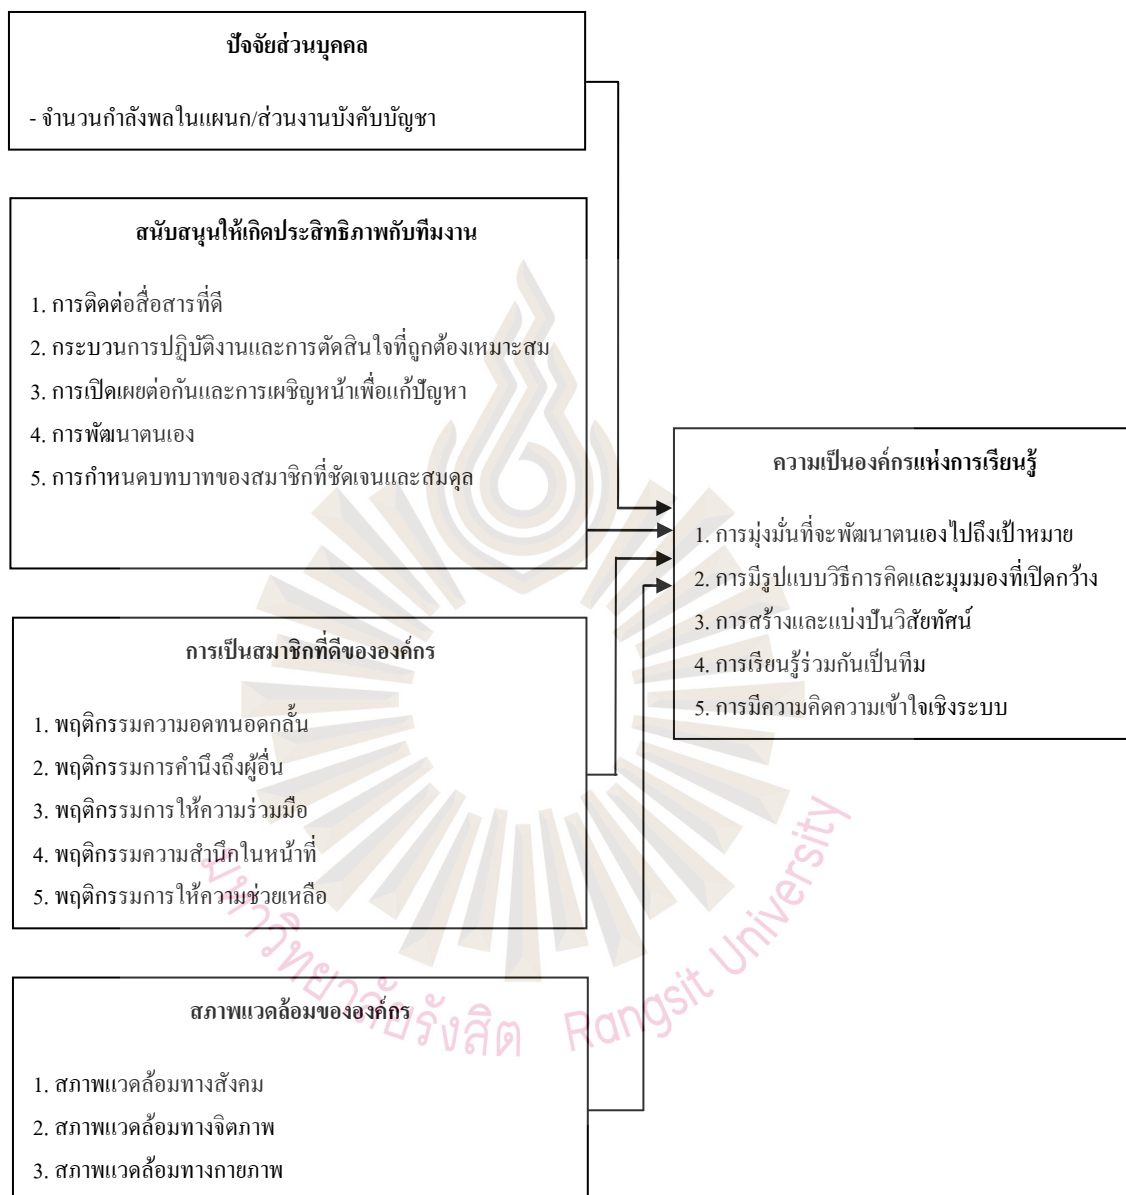 ปัจจัยส่วนบุคคล
- จำนวนกำลังพลในแผนก/ส่วนงานบังคับบัญชา
สนับสนุนให้เกิดประสิทธิภาพกับทีมงาน
1. การติดต่อสื่อสารที่ดี
2. กระบวนการปฏิบัติงานและการตัดสินใจที่ถูกต้องเหมาะสม
3. การเปิดเผยต่อกันและการเผชิญหน้าเพื่อแก้ปัญหา
4. การพัฒนาตนเอง
5. การกำหนดบทบาทของสมาชิกที่ชัดเจนและสมดุล
การเป็นสมาชิกที่ดีขององค์กร
1. พฤติกรรมความอดทนอดกลั้น
2. พฤติกรรมการคำนึงถึงผู้อื่น
3. พฤติกรรมการให้ความร่วมมือ
4. พฤติกรรมความสำนึกในหน้าที่
5. พฤติกรรมการให้ความช่วยเหลือ
สภาพแวดล้อมขององค์กร
1. สภาพแวดล้อมทางสังคม
2. สภาพแวดล้อมทางจิตภาพ
3. สภาพแวดล้อมทางกายภาพ
ความเป็นองค์กรแห่งการเรียนรู้
1. การมุ่งมั่นที่จะพัฒนาตนเองไปถึงเป้าหมาย
2. การมีรูปแบบวิธีการคิดและมุมมองที่เปิดกว้าง
3. การสร้างและแบ่งปันวิสัยทัศน์
4. การเรียนรู้ร่วมกันเป็นทีม
5. การมีความคิดความเข้าใจเชิงระบบ
มหาวิทยาลัยรังสิต Rangsit University